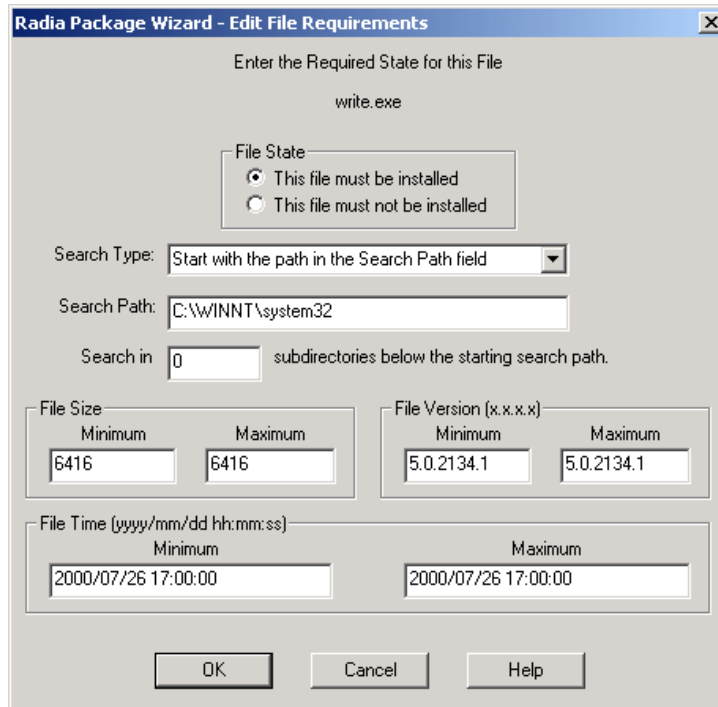 Radia Package Wizard - Edit File Requirements
Enter the Required State for this File
write.exe
File State
This file must be installed
This file must not be installed
Search Type: Start with the path in the Search Path field
Search Path: C:\WINNT\system32
Search in 0 subdirectories below the starting search path.
File Size File Version (x.x.x.x)
Minimum Maximum Minimum Maximum
6416 6416 5.0.2134.1 5.0.2134.1
File Time (yyyy/mm/dd hh:mm:ss)
Minimum Maximum
2000/07/26 17:00:00 2000/07/26 17:00:00
OK Cancel Help